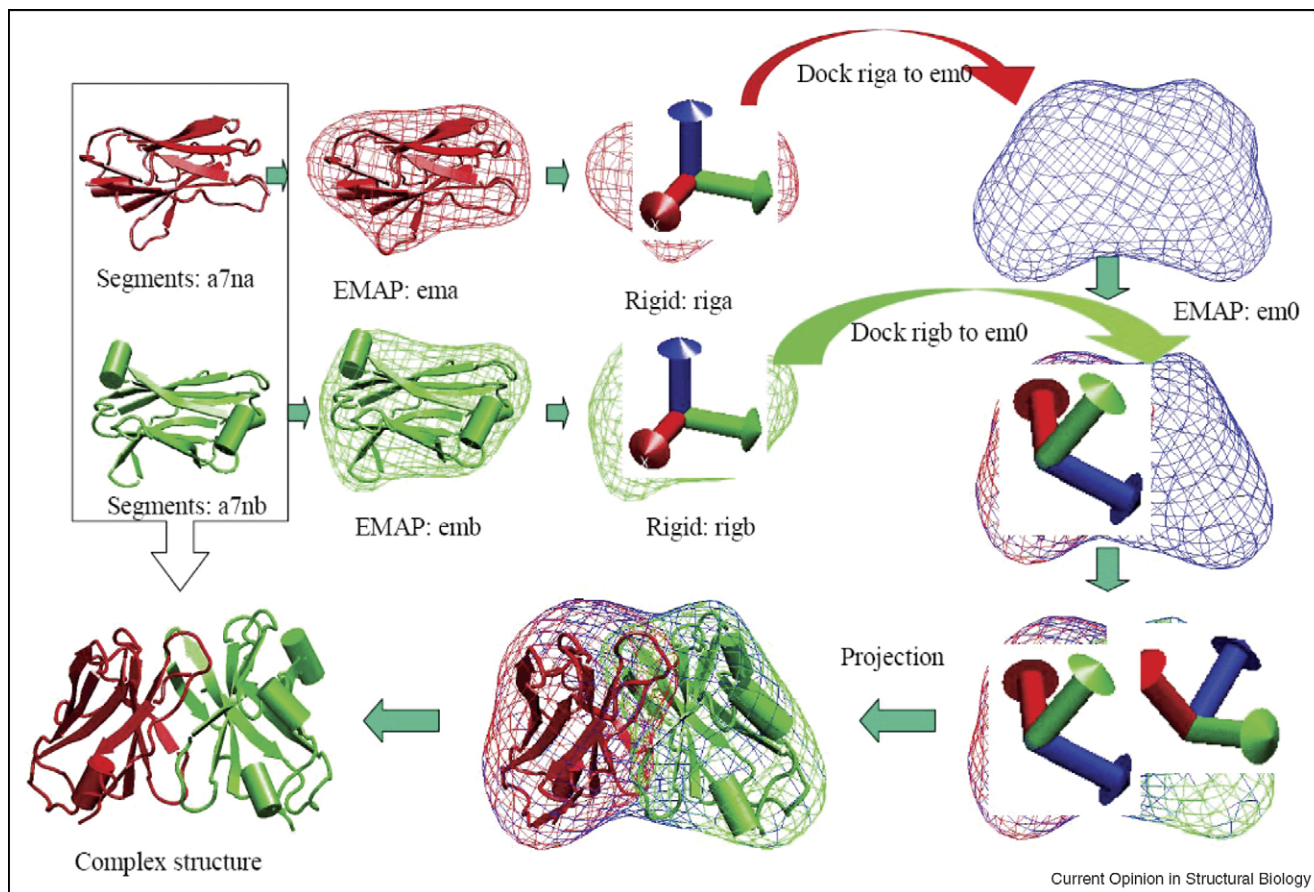 Dock riga to em0
Segments: a7na
EMAP: ema
Rigid: riga
EMAP: em0
Dock rigb to em0
Segments: a7nb
EMAP: emb
Rigid: rigb
Projection
Complex structure
Current Opinion in Structural Biology
X
X